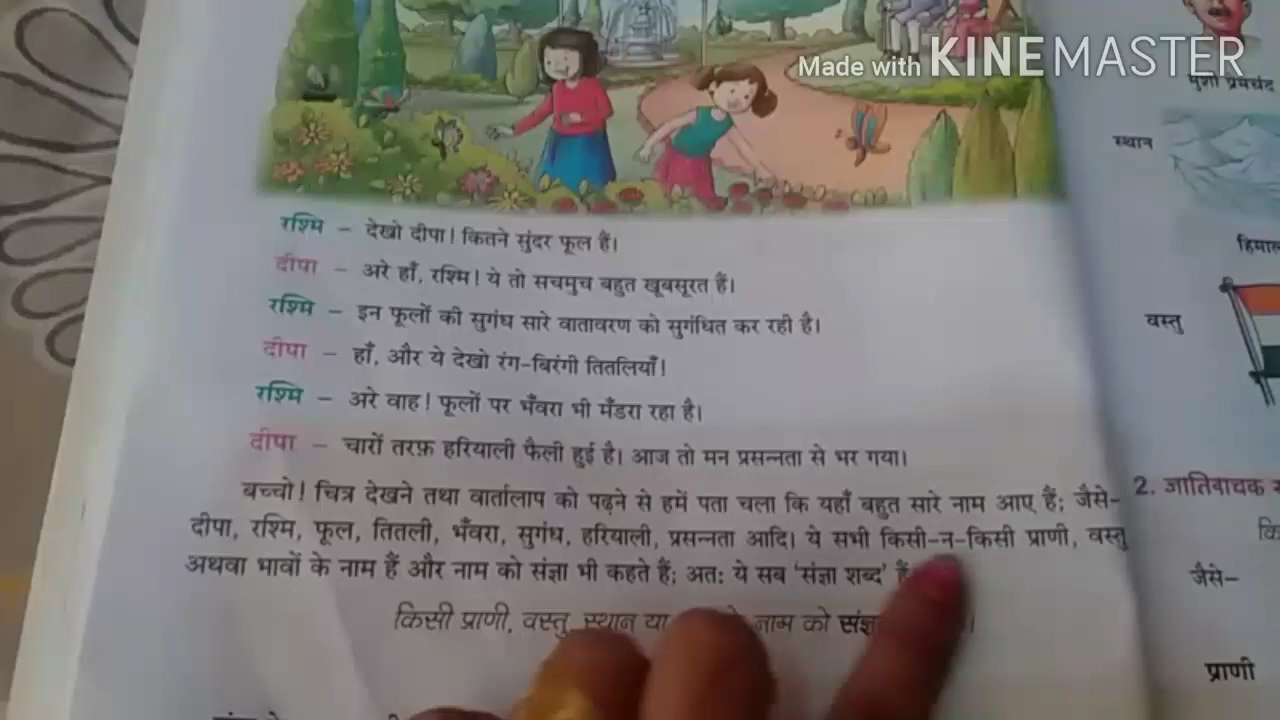 Made with KINEMASTER
रश्मि – देखो दीपा! कितने सुंदर फूल हैं।
दीपा – अरे हाँ, रश्मि! ये तो सचमुच बहुत खूबसूरत हैं।
रश्मि – इन फूलों की सुगंध सारे वातावरण को सुगंधित कर रही है।
दीपा – हाँ, और ये देखो रंग-बिरंगी तितलियाँ!
रश्मि – अरे वाह! फूलों पर भँवरा भी मँडरा रहा है।
दीपा – चारों तरफ़ हरियाली फैली हुई है। आज तो मन प्रसन्नता से भर गया।
बच्चो! चित्र देखने तथा वार्तालाप को पढ़ने से हमें पता चला कि यहाँ बहुत सारे नाम आए हैं; जैसे-
दीपा, रश्मि, फूल, तितली, भँवरा, सुगंध, हरियाली, प्रसन्नता आदि। ये सभी किसी-न-किसी प्राणी, वस्तु
अथवा भावों के नाम हैं और नाम को संज्ञा भी कहते हैं; अतः ये सब 'संज्ञा शब्द' हैं
किसी प्राणी, वस्तु, स्थान या नाम को
मुंशी प्रेमचंद
स्थान
वस्तु
2. जातिवाचक
जैसे–
प्राणी